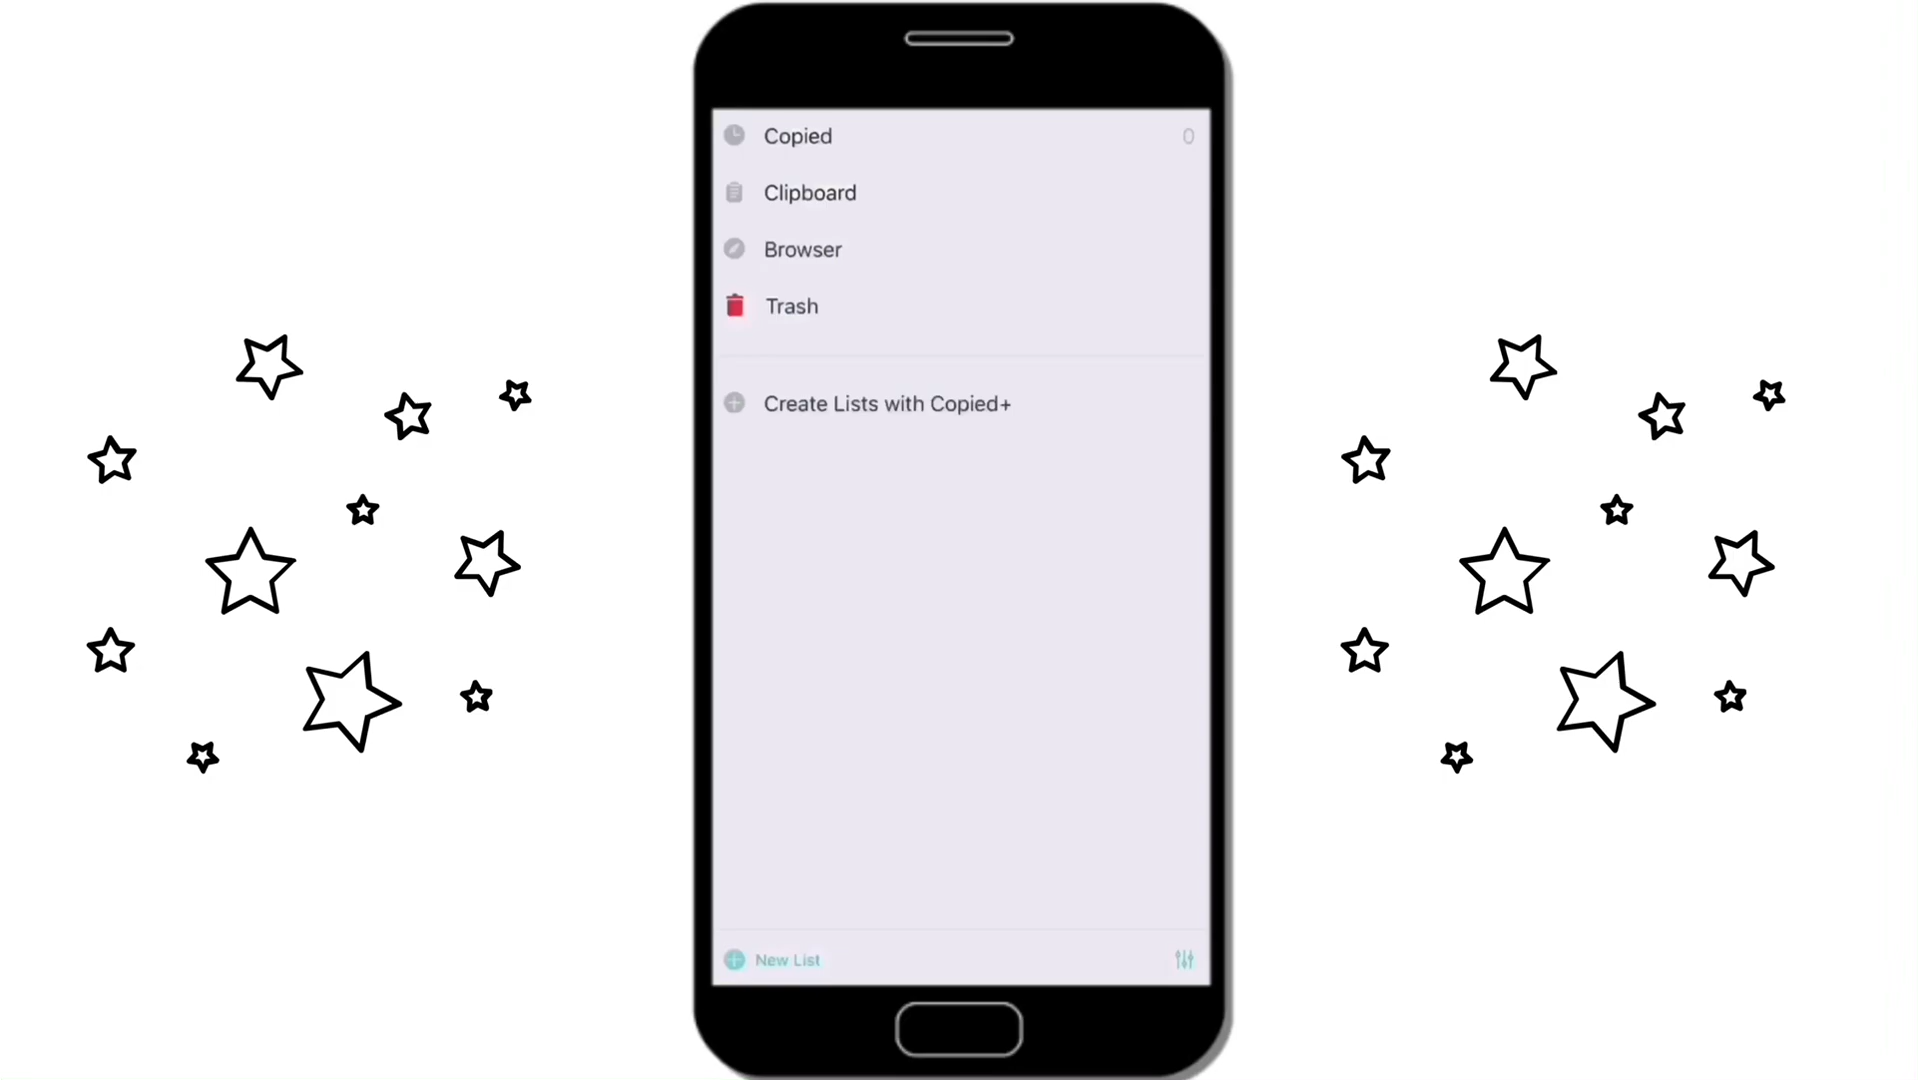 Copied 0
Clipboard
Browser
Trash
Create Lists with Copied+
New List